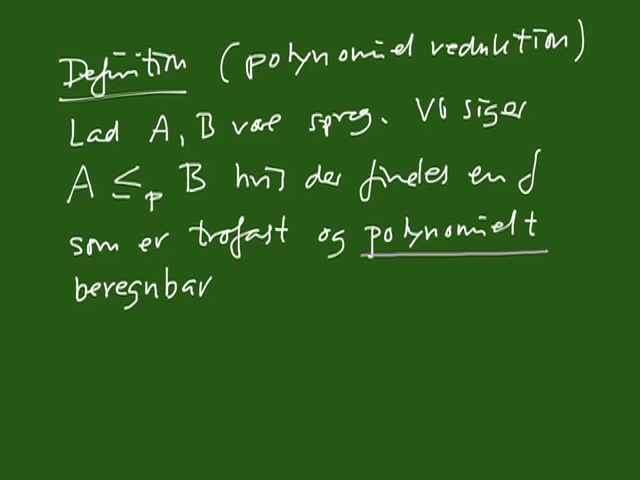 Definition (polynomiel reduktion)
Lad A, B være sprog. Vi siger
A ≤p B hvis der findes en f
som er trofast og polynomielt
beregnbar